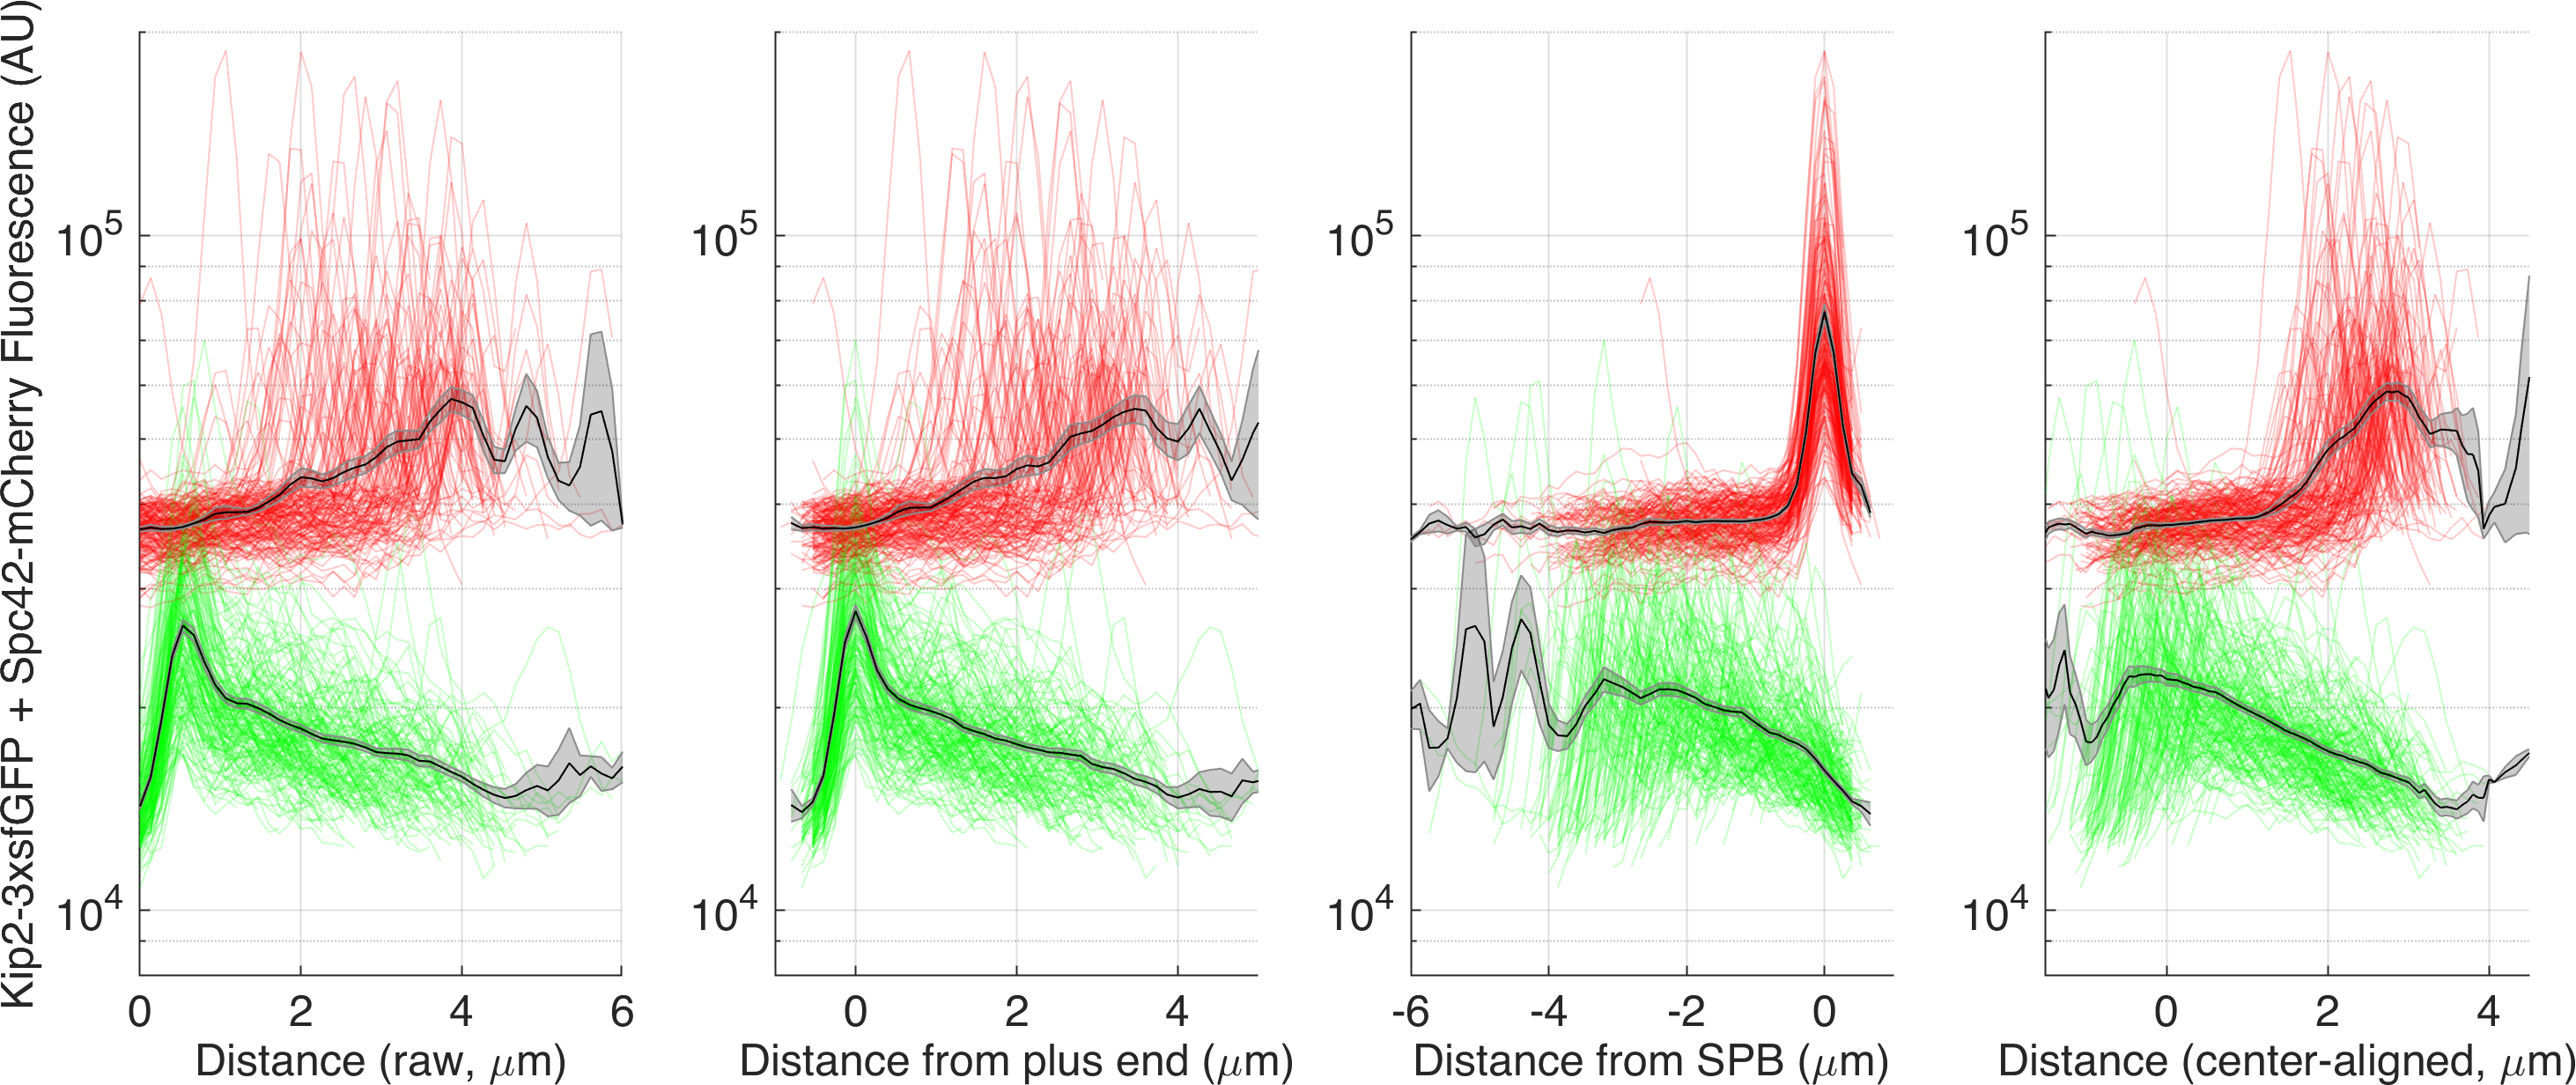 Kip2-3xsfGFP + Spc42-mCherry Fluorescence (AU)
10^5
10^4
0 2 4 6
Distance (raw, μm)
10^5
10^4
0 2 4
Distance from plus end (μm)
10^5
10^4
-6 -4 -2 0
Distance from SPB (μm)
10^5
10^4
0 2 4
Distance (center-aligned, μm)